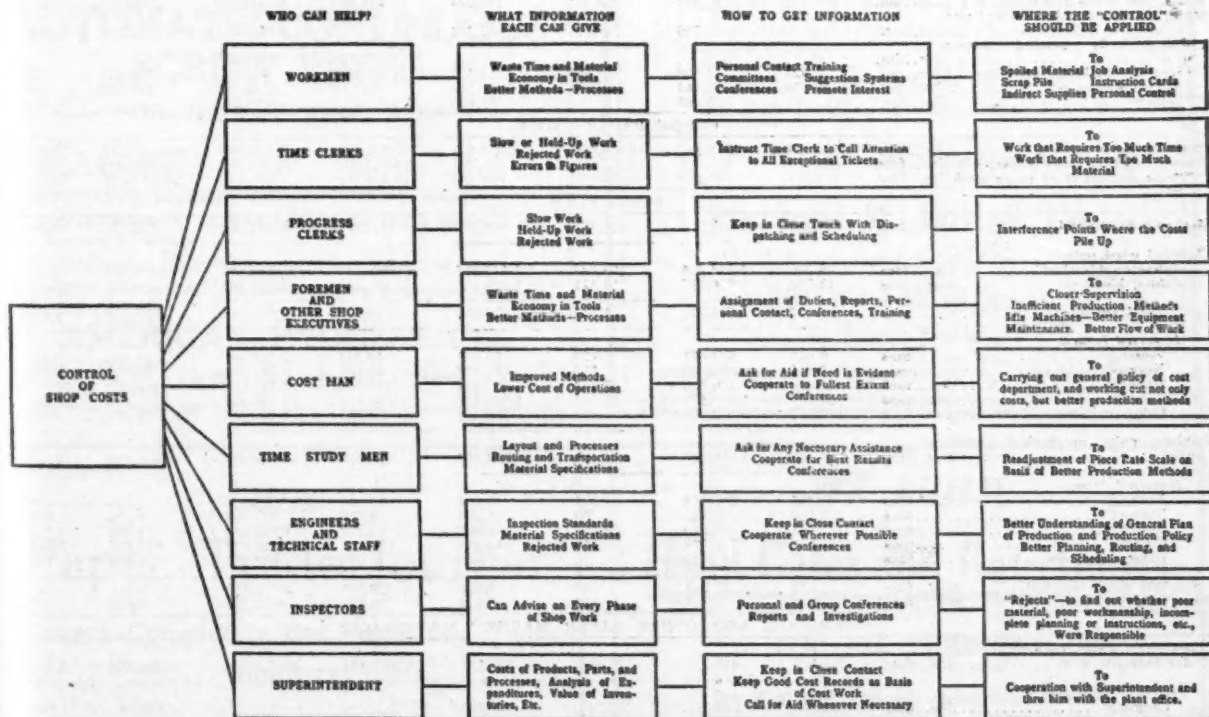 WHO CAN HELP?
WHAT INFORMATION
EACH CAN GIVE
HOW TO GET INFORMATION
WHERE THE "CONTROL"
SHOULD BE APPLIED
CONTROL
OF
SHOP COSTS
WORKMEN
Waste Time and Material
Economy in Tools
Better Methods—Processes
Personal Contact Training
Committees Suggestion Systems
Conferences Promote Interest
To
Spoiled Material Job Analysis
Scrap Pile Instruction Cards
Indirect Supplies Personal Control
TIME CLERKS
Slow or Held-Up Work
Rejected Work
Errors in Figures
Instruct Time Clerk to Call Attention
to All Exceptional Tickets
To
Work that Requires Too Much Time
Work that Requires Too Much
Material
PROGRESS
CLERKS
Slow Work
Held-Up Work
Rejected Work
Keep in Close Touch With Dis-
patching and Scheduling
To
Interference Points Where the Costs
Pile Up
FOREMEN
AND
OTHER SHOP
EXECUTIVES
Waste Time and Material
Economy in Tools
Better Methods—Processes
Assignment of Duties, Reports, Per-
sonal Contact, Conferences, Training
To
Closer Supervision
Inefficient Production Methods
Idle Machines—Better Equipment
Maintenance. Better Flow of Work
COST MAN
Improved Methods
Lower Cost of Operations
Ask for Aid if Need is Evident
Cooperate to Fullest Extent
Conferences
To
Carrying out general policy of cost
department, and working out not only
costs, but better production methods
TIME STUDY MEN
Layout and Processes
Routing and Transportation
Material Specifications
Ask for Any Necessary Assistance
Cooperate for Best Results
Conferences
To
Readjustment of Piece Rate Scale on
Basis of Better Production Methods
ENGINEERS
AND
TECHNICAL STAFF
Inspection Standards
Material Specifications
Rejected Work
Keep in Close Contact
Cooperate Wherever Possible
Conferences
To
Better Understanding of General Plan
of Production and Production Policy
Better Planning, Routing, and
Scheduling
INSPECTORS
Can Advise on Every Phase
of Shop Work
Personal and Group Conferences
Reports and Investigations
To
"Rejects"—to find out whether poor
material, poor workmanship, incom-
plete planning or instructions, etc.,
Were Responsible
SUPERINTENDENT
Costs of Products, Parts, and
Processes, Analysis of Ex-
penditures, Value of Inven-
tories, Etc.
Keep in Close Contact
Keep Good Cost Records as Basis
of Cost Work
Call for Aid Whenever Necessary
To
Cooperation with Superintendent and
thru him with the plant office.